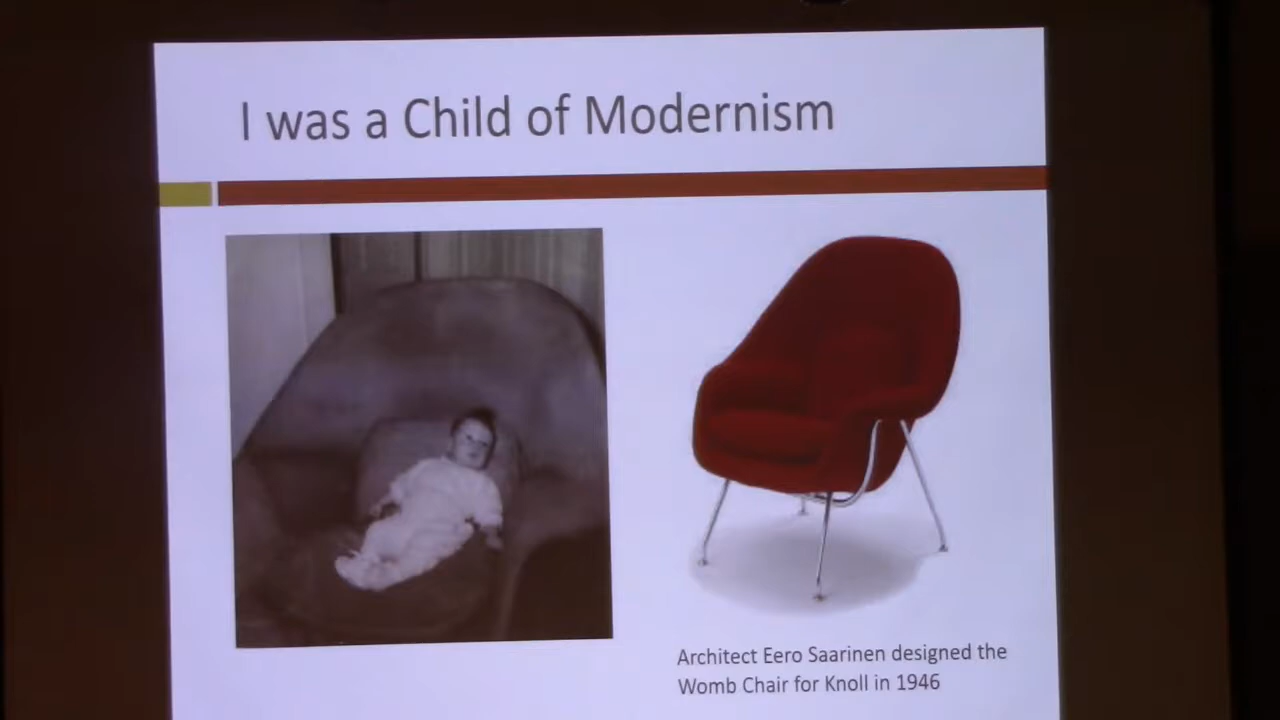 I was a Child of Modernism
Architect Eero Saarinen designed the
Womb Chair for Knoll in 1946